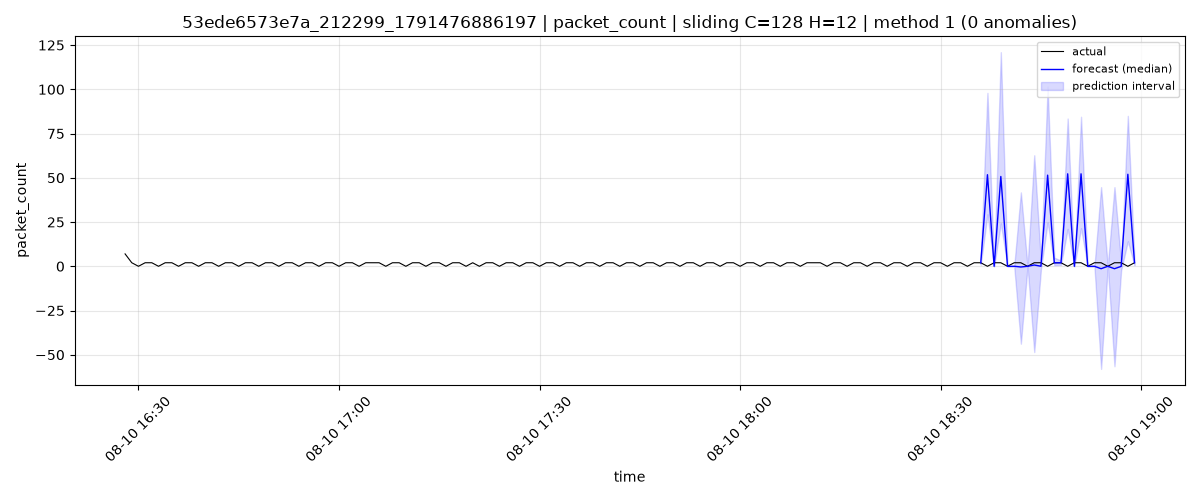 53ede6573e7a_212299_1791476886197 | packet_count | sliding C=128 H=12 | method 1 (0 anomalies)
actual
forecast (median)
prediction interval
packet_count
125
100
75
50
25
0
−25
−50
08-10 16:30
08-10 17:00
08-10 17:30
08-10 18:00
08-10 18:30
08-10 19:00
time